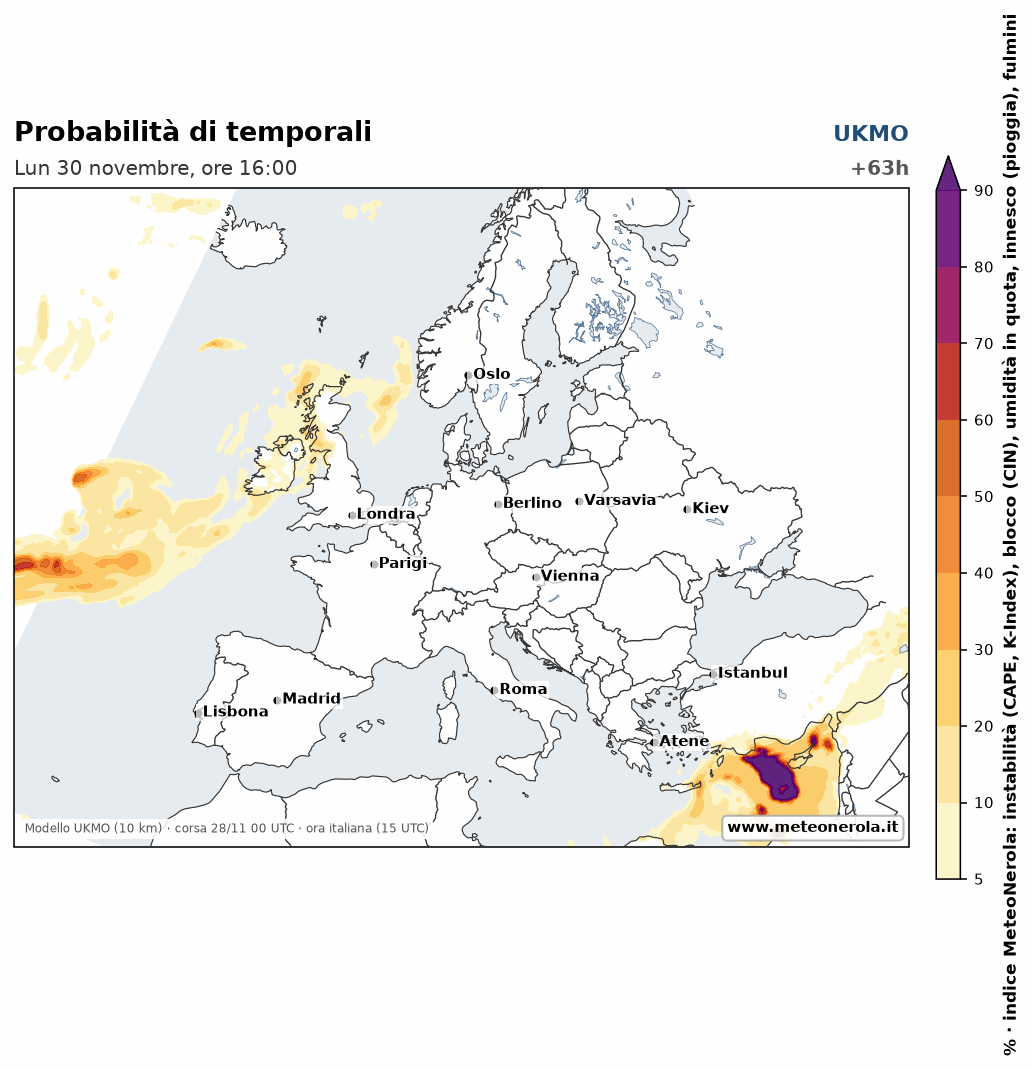 Probabilità di temporali
UKMO
Lun 30 novembre, ore 16:00
+63h
Oslo
Londra
Berlino
Varsavia
Kiev
Parigi
Vienna
Istanbul
Roma
Madrid
Lisbona
Atene
Modello UKMO (10 km) · corsa 28/11 00 UTC · ora italiana (15 UTC)
www.meteonerola.it
90
80
70
60
50
40
30
20
10
5
% · indice MeteoNerola: instabilità (CAPE, K-Index), blocco (CIN), umidità in quota, innesco (pioggia), fulmini